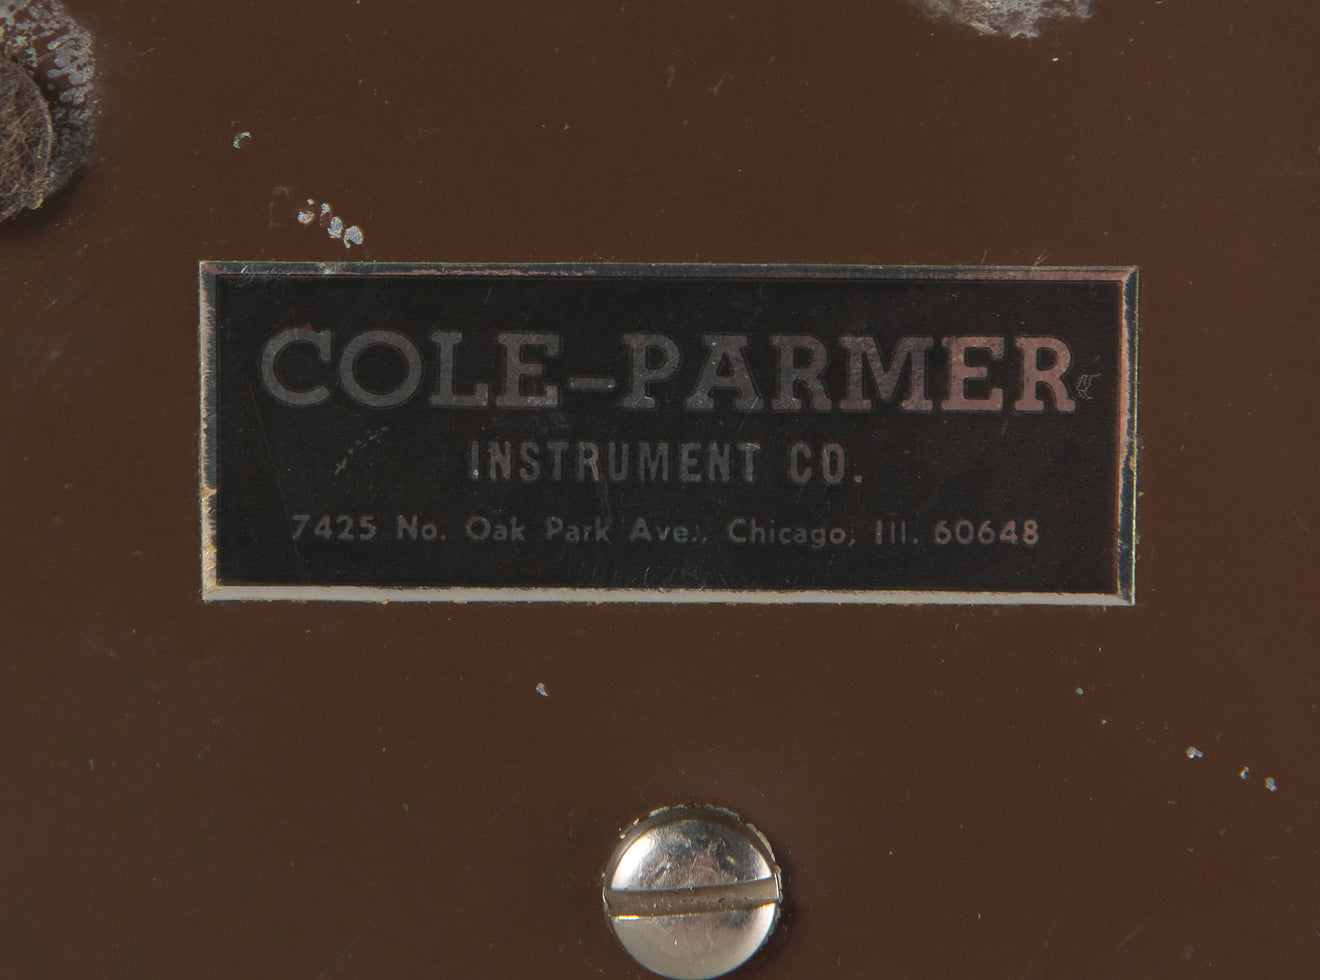 COLE-PARMER
INSTRUMENT CO.
7425 No. Oak Park Ave., Chicago, Ill. 60648